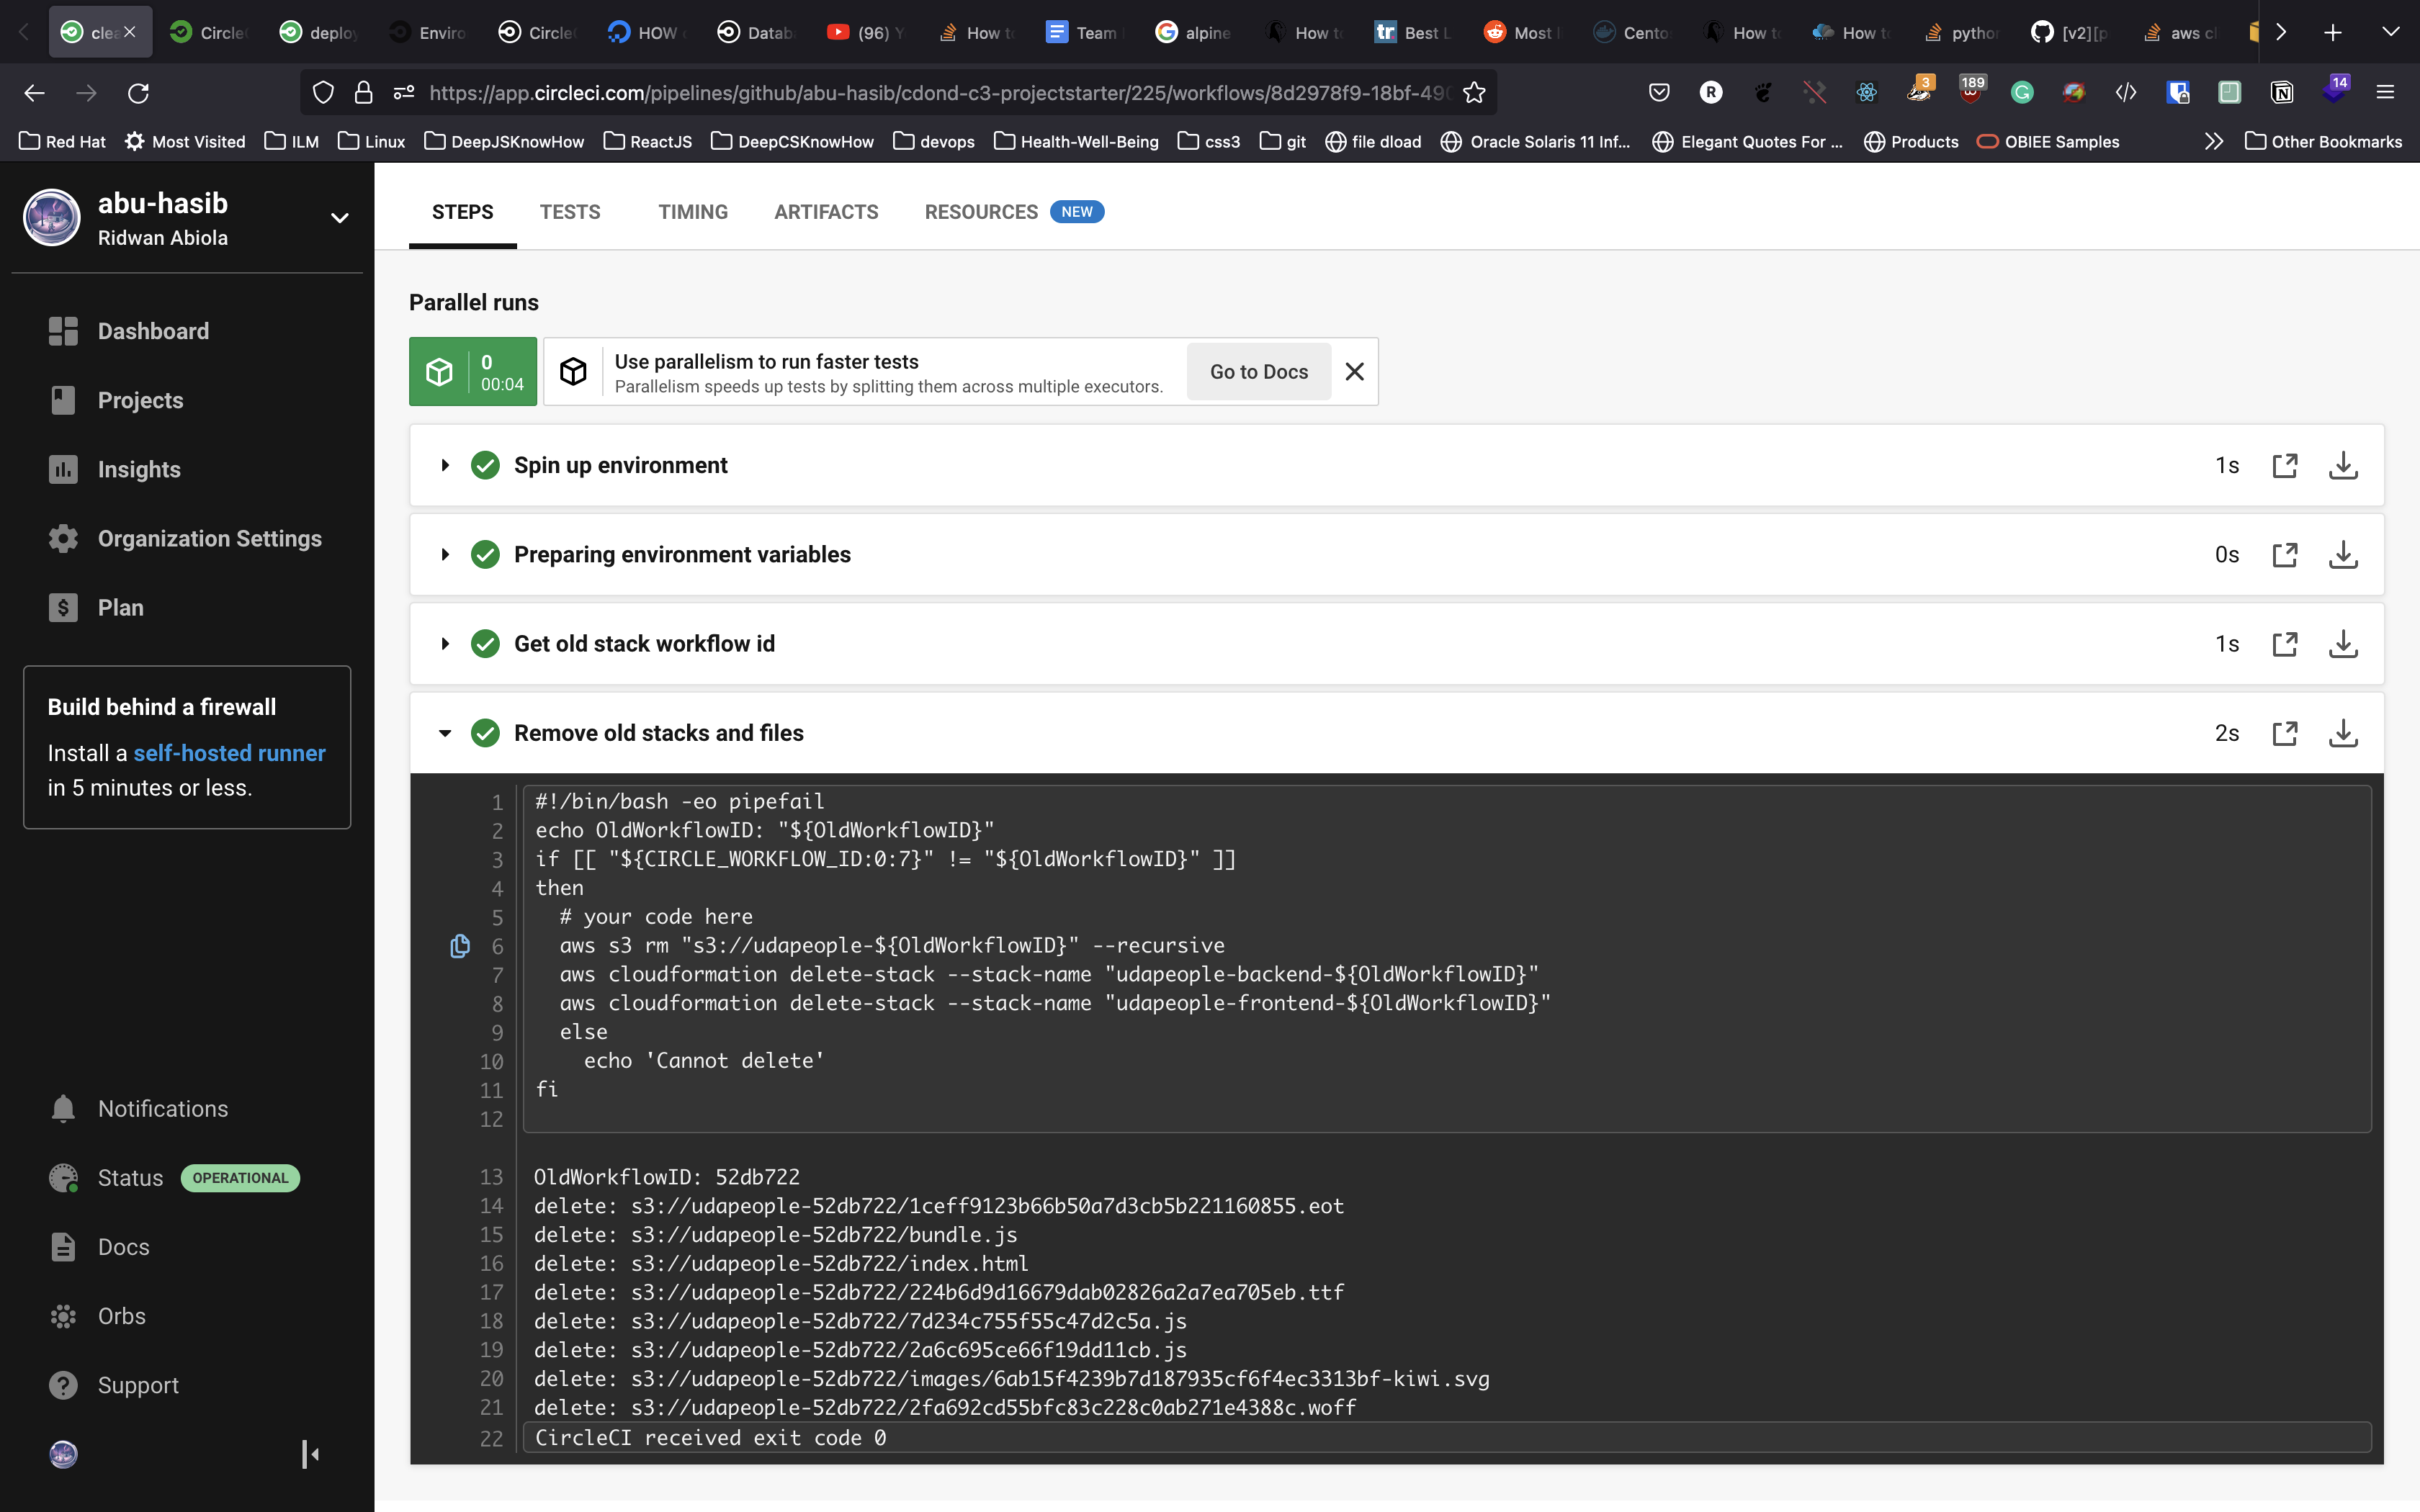 clea
Circle
deploy
Enviro
Circle
HOW
Datab
(96) Y
How to
Team
alpine
How t
Best L
Most
Cento
How t
How t
python
[v2][p
aws c
https://app.circleci.com/pipelines/github/abu-hasib/cdond-c3-projectstarter/225/workflows/8d2978f9-18bf-490
R
3
189
14
Red Hat
Most Visited
ILM
Linux
DeepJSKnowHow
ReactJS
DeepCSKnowHow
devops
Health-Well-Being
css3
git
file dload
Oracle Solaris 11 Inf...
Elegant Quotes For ...
Products
OBIEE Samples
Other Bookmarks
abu-hasib
Ridwan Abiola
Dashboard
Projects
Insights
Organization Settings
Plan
Build behind a firewall
Install a self-hosted runner
in 5 minutes or less.
Notifications
Status OPERATIONAL
Docs
Orbs
Support
STEPS TESTS TIMING ARTIFACTS RESOURCES NEW
Parallel runs
0
00:04
Use parallelism to run faster tests
Parallelism speeds up tests by splitting them across multiple executors.
Go to Docs
Spin up environment 1s
Preparing environment variables 0s
Get old stack workflow id 1s
Remove old stacks and files 2s
1 #!/bin/bash -eo pipefail
2 echo OldWorkflowID: "${OldWorkflowID}"
3 if [[ "${CIRCLE_WORKFLOW_ID:0:7}" != "${OldWorkflowID}" ]]
4 then
5 # your code here
6 aws s3 rm "s3://udapeople-${OldWorkflowID}" --recursive
7 aws cloudformation delete-stack --stack-name "udapeople-backend-${OldWorkflowID}"
8 aws cloudformation delete-stack --stack-name "udapeople-frontend-${OldWorkflowID}"
9 else
10 echo 'Cannot delete'
11 fi
12
13 OldWorkflowID: 52db722
14 delete: s3://udapeople-52db722/1ceff9123b66b50a7d3cb5b221160855.eot
15 delete: s3://udapeople-52db722/bundle.js
16 delete: s3://udapeople-52db722/index.html
17 delete: s3://udapeople-52db722/224b6d9d16679dab02826a2a7ea705eb.ttf
18 delete: s3://udapeople-52db722/7d234c755f55c47d2c5a.js
19 delete: s3://udapeople-52db722/2a6c695ce66f19dd11cb.js
20 delete: s3://udapeople-52db722/images/6ab15f4239b7d187935cf6f4ec3313bf-kiwi.svg
21 delete: s3://udapeople-52db722/2fa692cd55bfc83c228c0ab271e4388c.woff
22 CircleCI received exit code 0